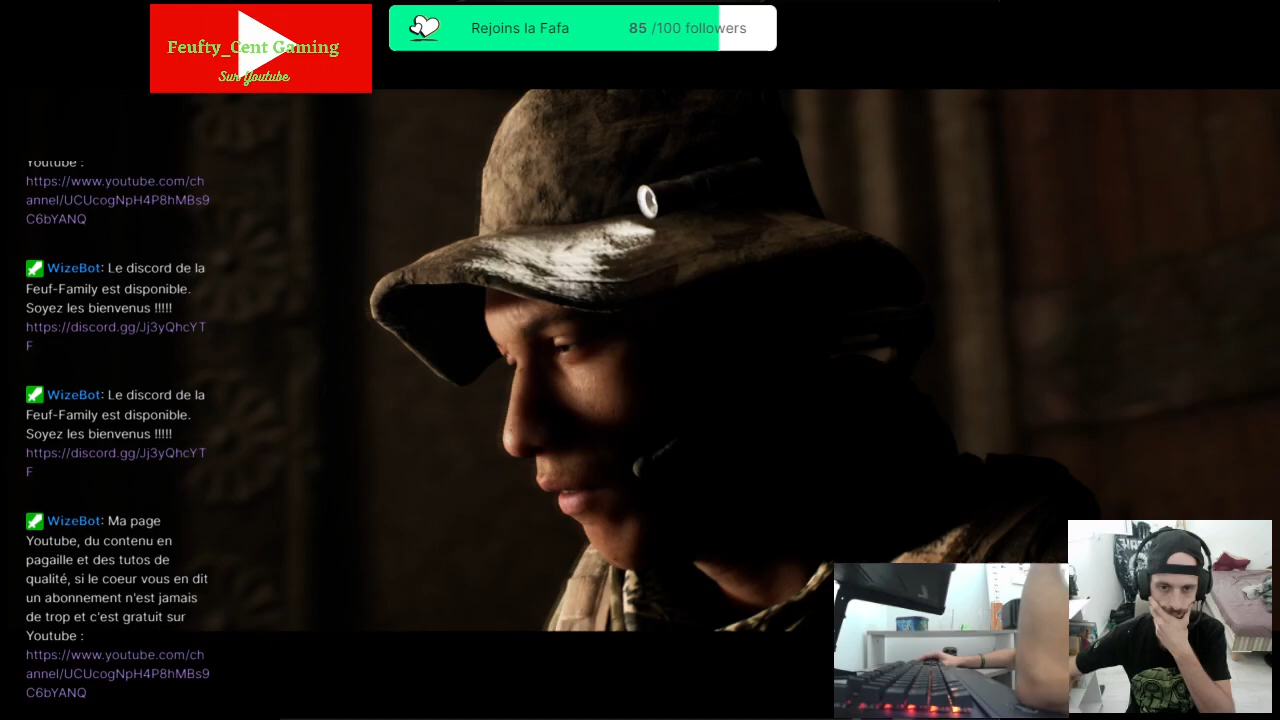 Feufty_Cent Gaming
Sur Youtube
Rejoins la Fafa 85 /100 followers
Youtube :
https://www.youtube.com/ch
annel/UCUcogNpH4P8hMBs9
C6bYANQ
WizeBot: Le discord de la
Feuf-Family est disponible.
Soyez les bienvenus !!!!!
https://discord.gg/Jj3yQhcYT
F
WizeBot: Le discord de la
Feuf-Family est disponible.
Soyez les bienvenus !!!!!
https://discord.gg/Jj3yQhcYT
F
WizeBot: Ma page
Youtube, du contenu en
pagaille et des tutos de
qualité, si le coeur vous en dit
un abonnement n'est jamais
de trop et c'est gratuit sur
Youtube :
https://www.youtube.com/ch
annel/UCUcogNpH4P8hMBs9
C6bYANQ